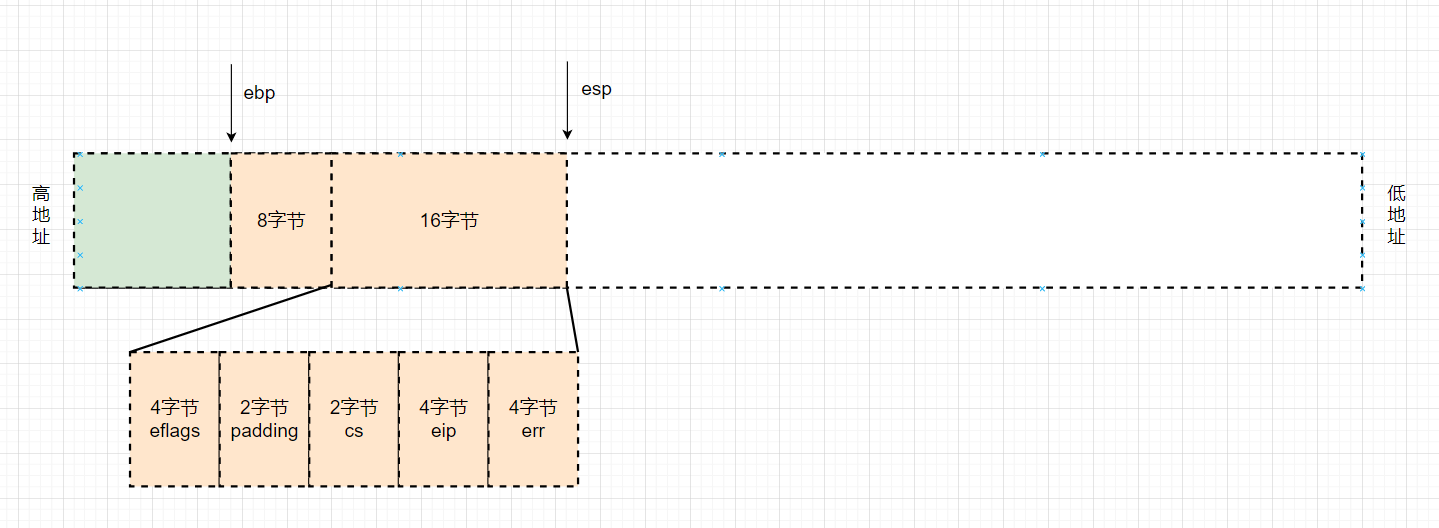 ebp
esp
高地址
8字节
16字节
低地址
4字节
eflags
2字节
padding
2字节
cs
4字节
eip
4字节
err